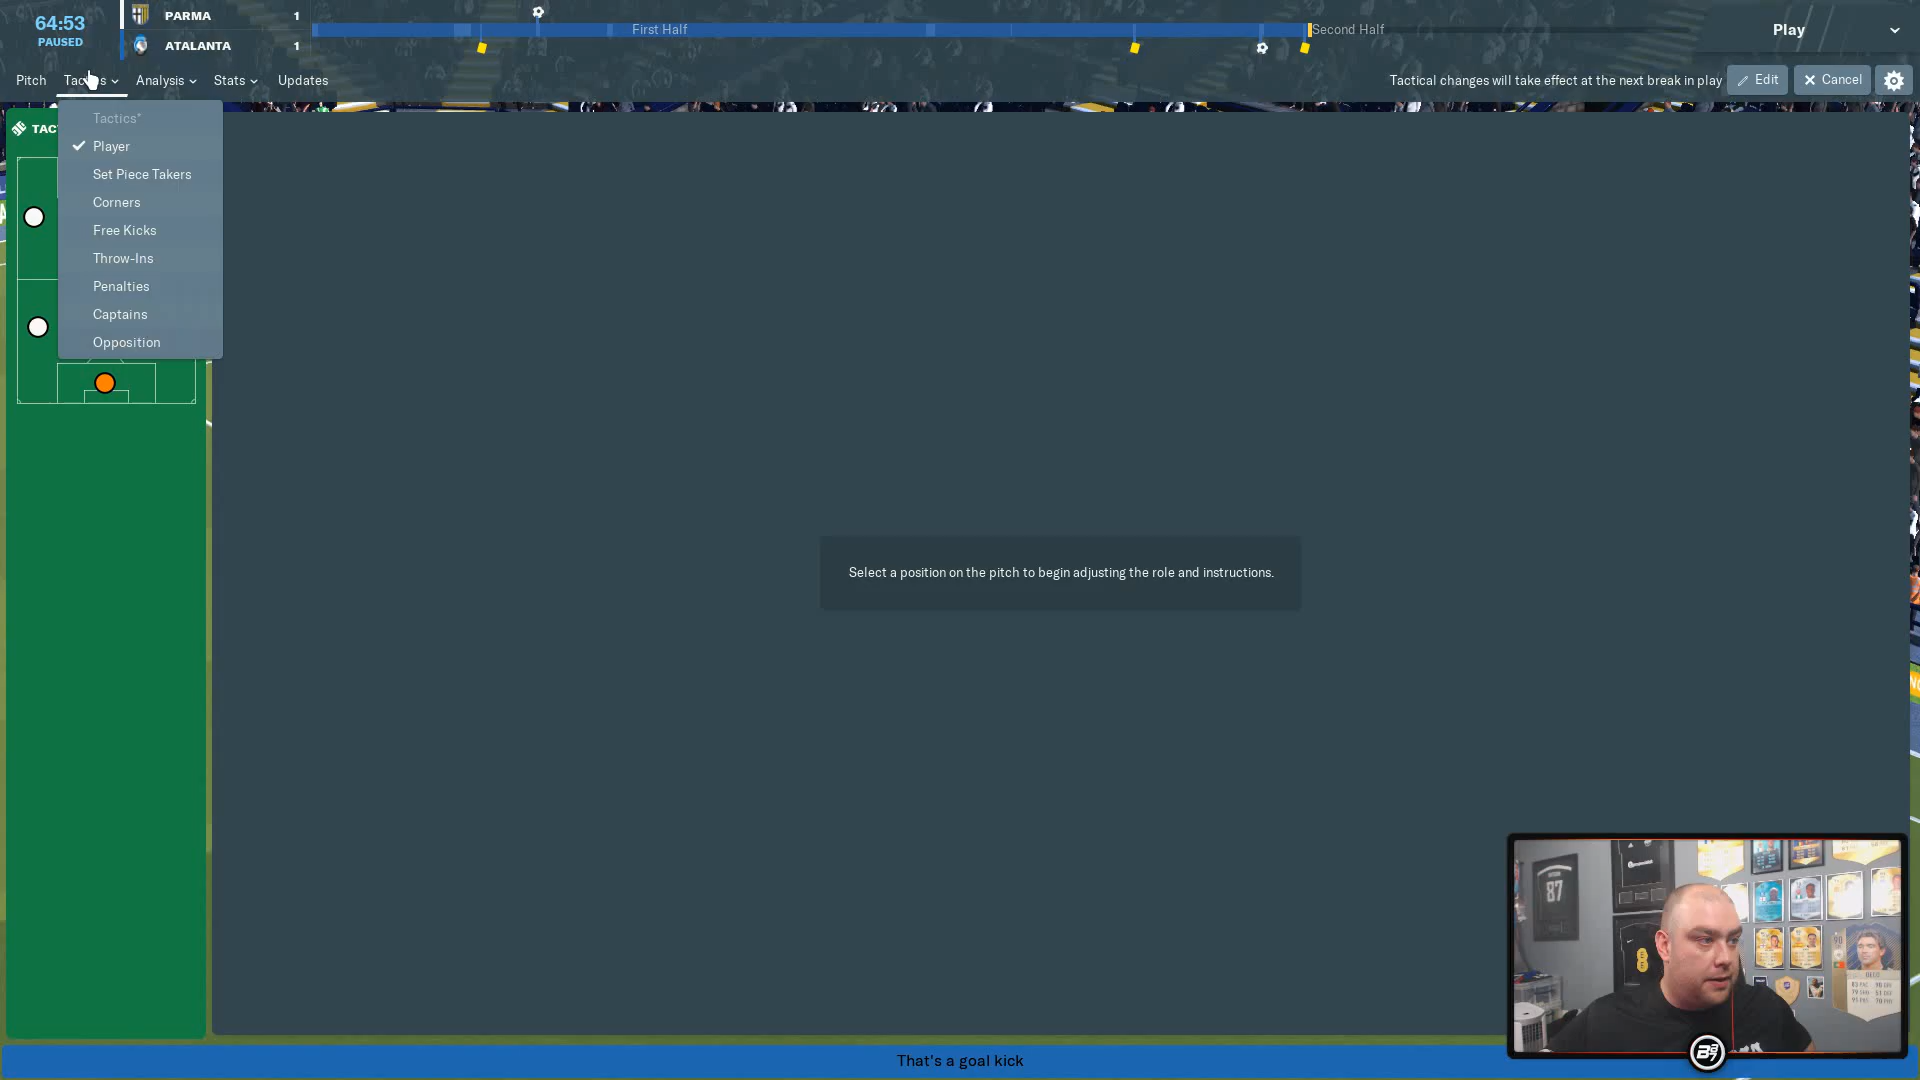 64:53
PAUSED
PARMA 1
ATALANTA 1
First Half
Second Half
Play
Pitch
Tactics
Analysis
Stats
Updates
Tactical changes will take effect at the next break in play
Edit
Cancel
Tactics*
Player
Set Piece Takers
Corners
Free Kicks
Throw-Ins
Penalties
Captains
Opposition
Select a position on the pitch to begin adjusting the role and instructions.
87
90
That's a goal kick